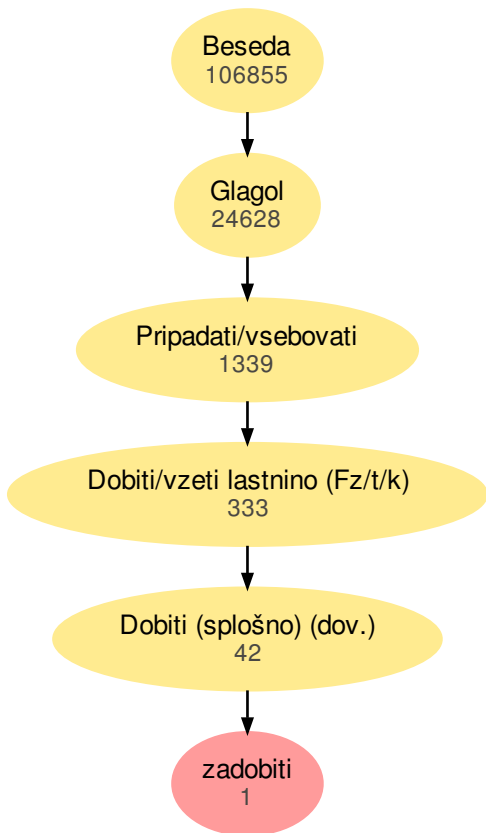 Beseda
106855
Glagol
24628
Pripadati/vsebovati
1339
Dobiti/vzeti lastnino (Fz/t/k)
333
Dobiti (splošno) (dov.)
42
zadobiti
1